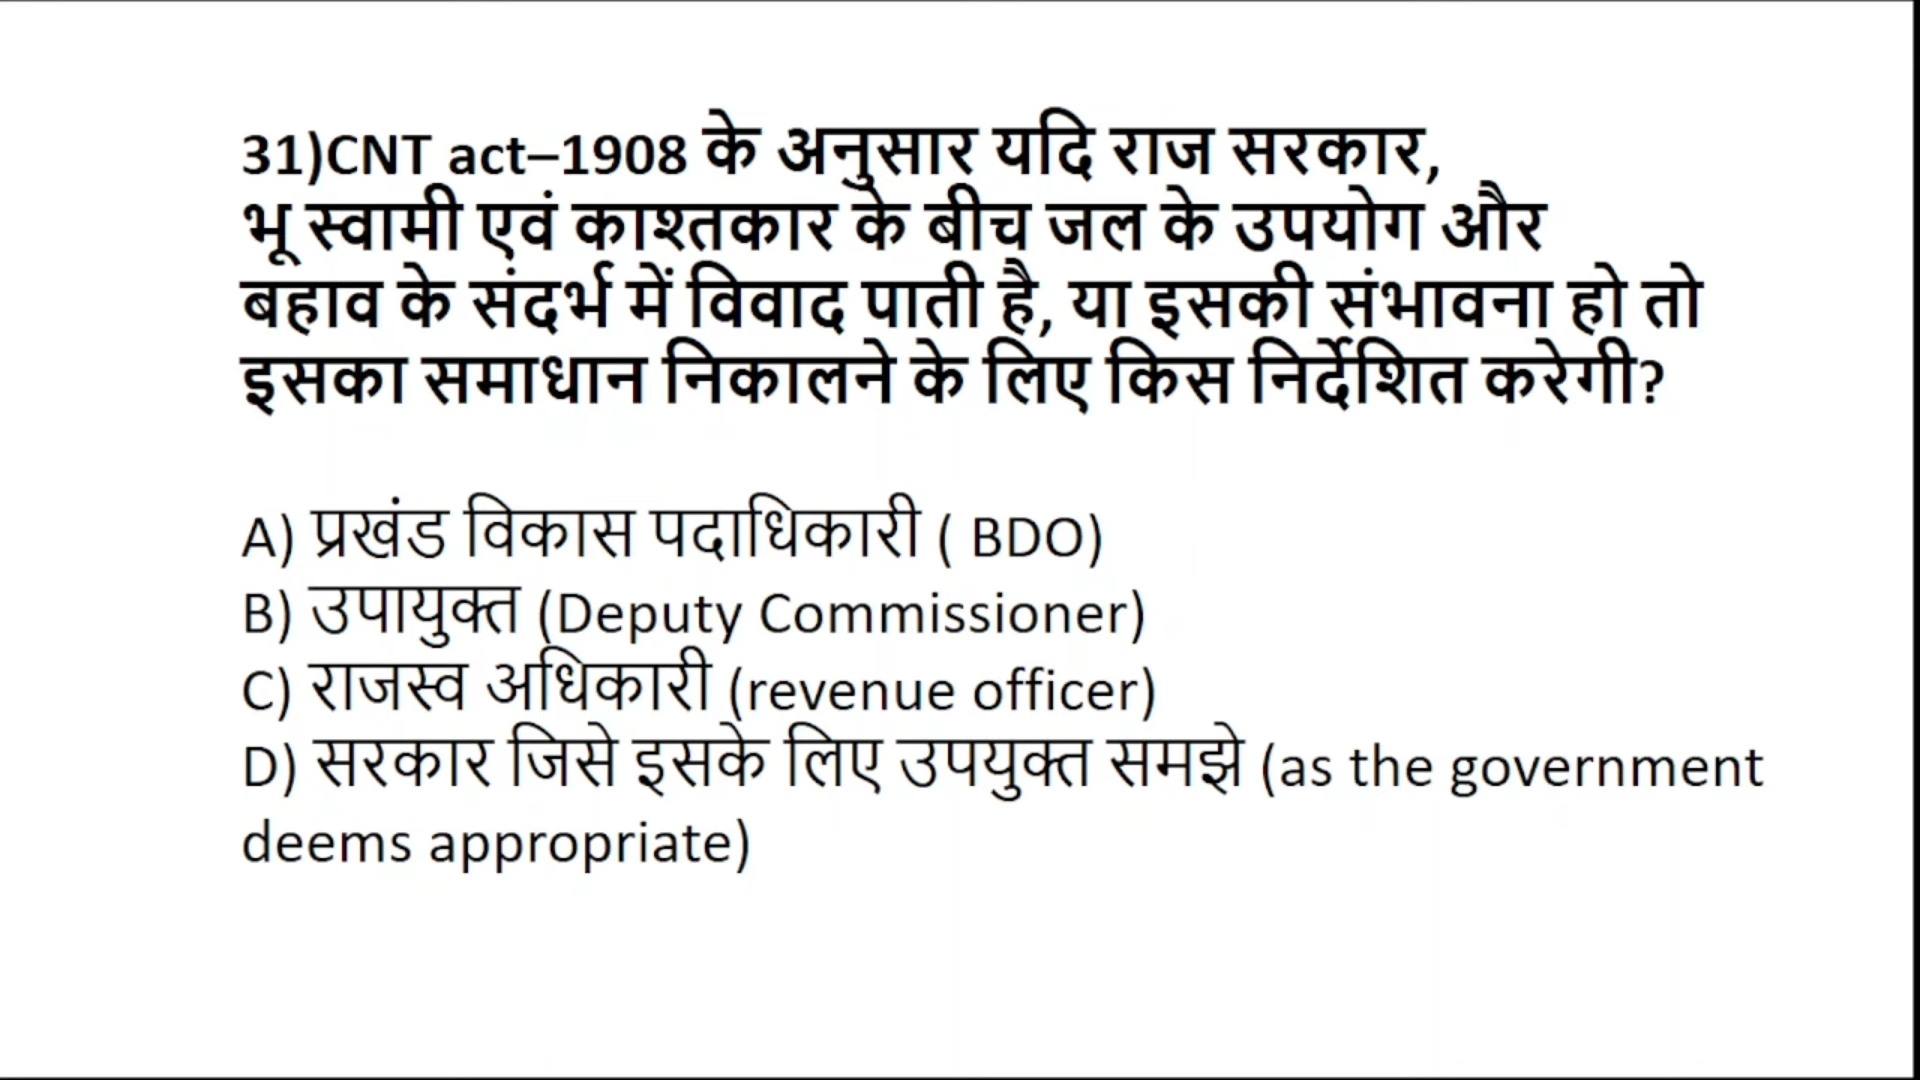 31)CNT act–1908 के अनुसार यदि राज सरकार,
भू स्वामी एवं काश्तकार के बीच जल के उपयोग और
बहाव के संदर्भ में विवाद पाती है, या इसकी संभावना हो तो
इसका समाधान निकालने के लिए किस निर्देशित करेगी?
A) प्रखंड विकास पदाधिकारी ( BDO)
B) उपायुक्त (Deputy Commissioner)
C) राजस्व अधिकारी (revenue officer)
D) सरकार जिसे इसके लिए उपयुक्त समझे (as the government
deems appropriate)